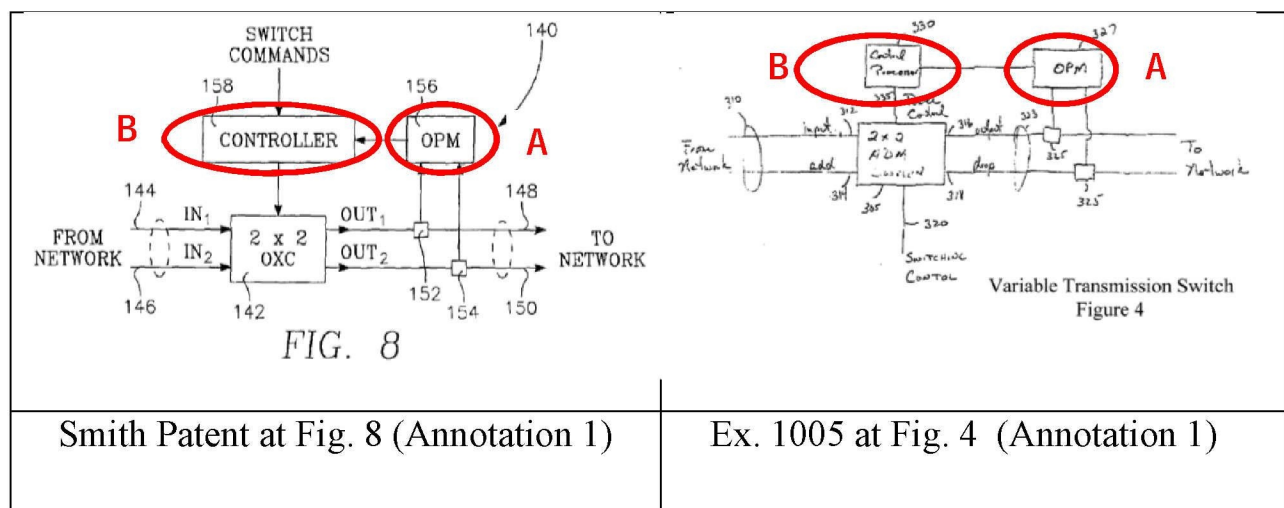 SWITCH
COMMANDS
140
158
156
B
CONTROLLER
OPM
A
144
148
IN1
OUT1
FROM
NETWORK
2 x 2
OXC
TO
NETWORK
IN2
OUT2
146
142
152
154
150
FIG. 8
330
327
B
Control
Processor
OPM
A
335
Control
310
312
input
316
323
From
Network
2 x 2
ADM
325
To
Network
add
drop
314
305
318
325
320
SWITCHING
CONTOL
Variable Transmission Switch
Figure 4
Smith Patent at Fig. 8 (Annotation 1)
Ex. 1005 at Fig. 4 (Annotation 1)